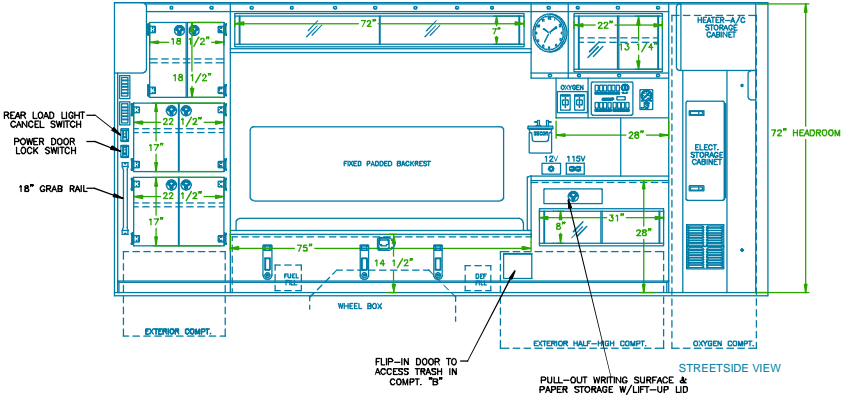 72"
7"
22"
13 1/4"
HEATER-A/C
STORAGE
CABINET
18 1/2"
18 1/2"
OXYGEN
REAR LOAD LIGHT
CANCEL SWITCH
22 1/2"
28"
72" HEADROOM
POWER DOOR
LOCK SWITCH
17"
FIXED PADDED BACKREST
12V
115V
ELECT.
STORAGE
CABINET
18" GRAB RAIL
22 1/2"
17"
31"
8"
28"
75"
14 1/2"
FUEL
FILL
DEF
FILL
WHEEL BOX
EXTERIOR COMPT.
EXTERIOR HALF-HIGH COMPT.
OXYGEN COMPT.
FLIP-IN DOOR TO
ACCESS TRASH IN
COMPT. "B"
STREETSIDE VIEW
PULL-OUT WRITING SURFACE &
PAPER STORAGE W/LIFT-UP LID